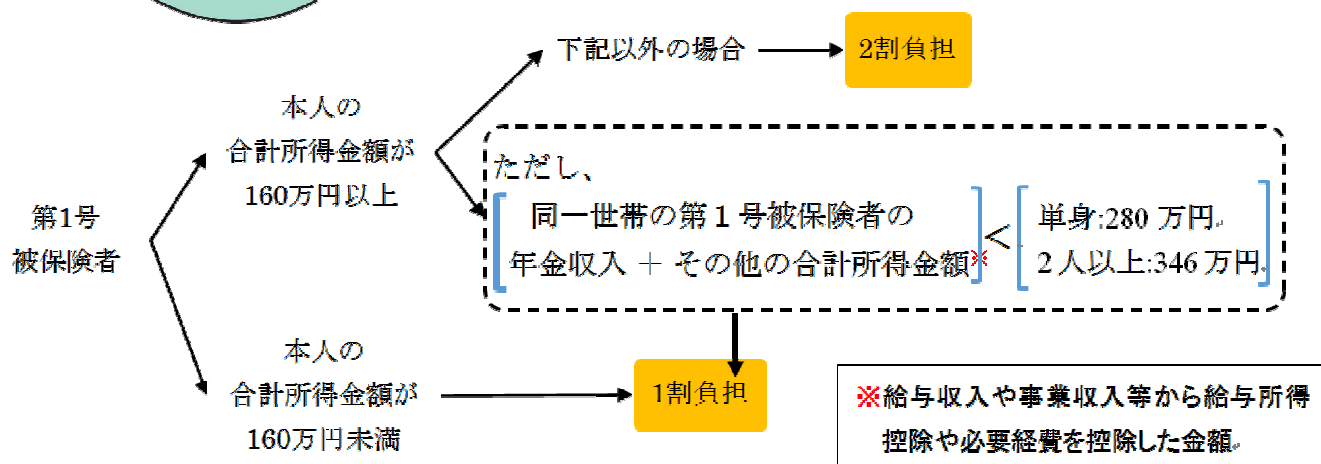 第1号
被保険者
本人の
合計所得金額が
160万円以上
下記以外の場合
2割負担
ただし、
同一世帯の第１号被保険者の
年金収入 ＋ その他の合計所得金額※
＜
単身:280 万円
２人以上:346 万円
本人の
合計所得金額が
160万円未満
1割負担
※給与収入や事業収入等から給与所得
控除や必要経費を控除した金額